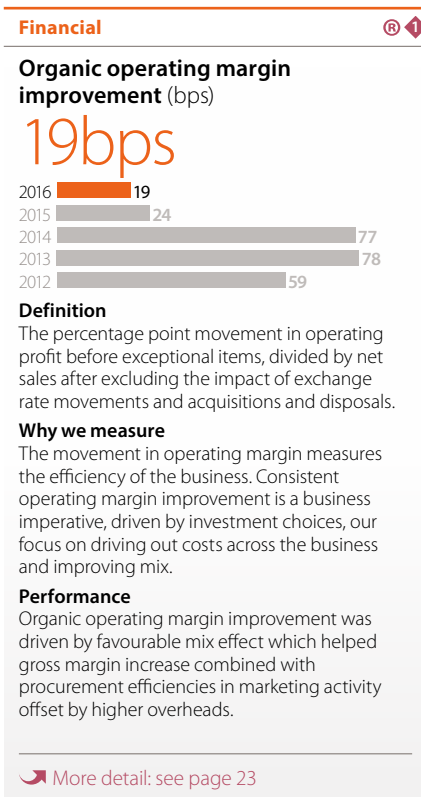 Financial ® 1
Organic operating margin
improvement (bps)
19bps
2016 19
2015 24
2014 77
2013 78
2012 59
Definition
The percentage point movement in operating
profit before exceptional items, divided by net
sales after excluding the impact of exchange
rate movements and acquisitions and disposals.
Why we measure
The movement in operating margin measures
the efficiency of the business. Consistent
operating margin improvement is a business
imperative, driven by investment choices, our
focus on driving out costs across the business
and improving mix.
Performance
Organic operating margin improvement was
driven by favourable mix effect which helped
gross margin increase combined with
procurement efficiencies in marketing activity
offset by higher overheads.
More detail: see page 23